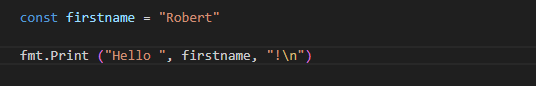 const firstname = "Robert"
fmt.Print ("Hello ", firstname, "!\n")